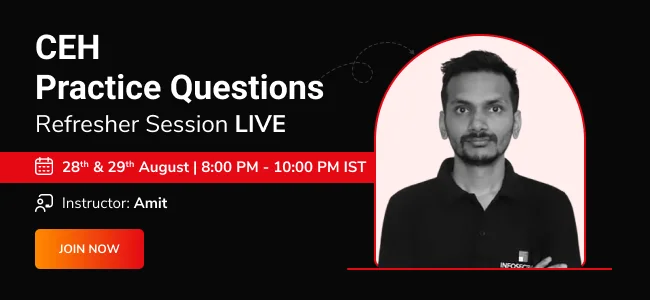 CEH
Practice Questions
Refresher Session LIVE
28th & 29th August | 8:00 PM - 10:00 PM IST
Instructor: Amit
JOIN NOW